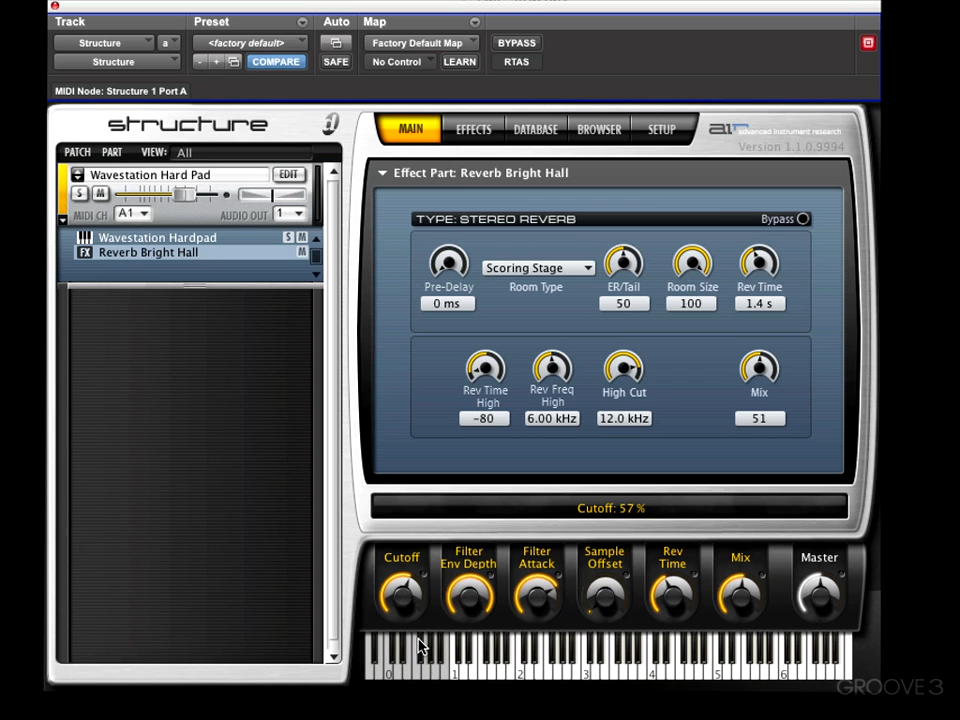 Track Preset Auto Map
Structure a <factory default> Factory Default Map BYPASS
Structure - + COMPARE SAFE No Control LEARN RTAS
MIDI Node: Structure 1 Port A
structure
MAIN EFFECTS DATABASE BROWSER SETUP
air advanced instrument research
Version 1.1.0.9994
PATCH PART VIEW: All
Wavestation Hard Pad EDIT
S M
MIDI CH A1 AUDIO OUT 1
Wavestation Hardpad S M
FX Reverb Bright Hall M
Effect Part: Reverb Bright Hall
TYPE: STEREO REVERB Bypass
Scoring Stage
Pre-Delay Room Type ER/Tail Room Size Rev Time
0 ms 50 100 1.4 s
Rev Time High Rev Freq High High Cut Mix
-80 6.00 kHz 12.0 kHz 51
Cutoff: 57 %
Cutoff Filter Env Depth Filter Attack Sample Offset Rev Time Mix Master
0 1 2 3 4 5 6
GROOVE 3